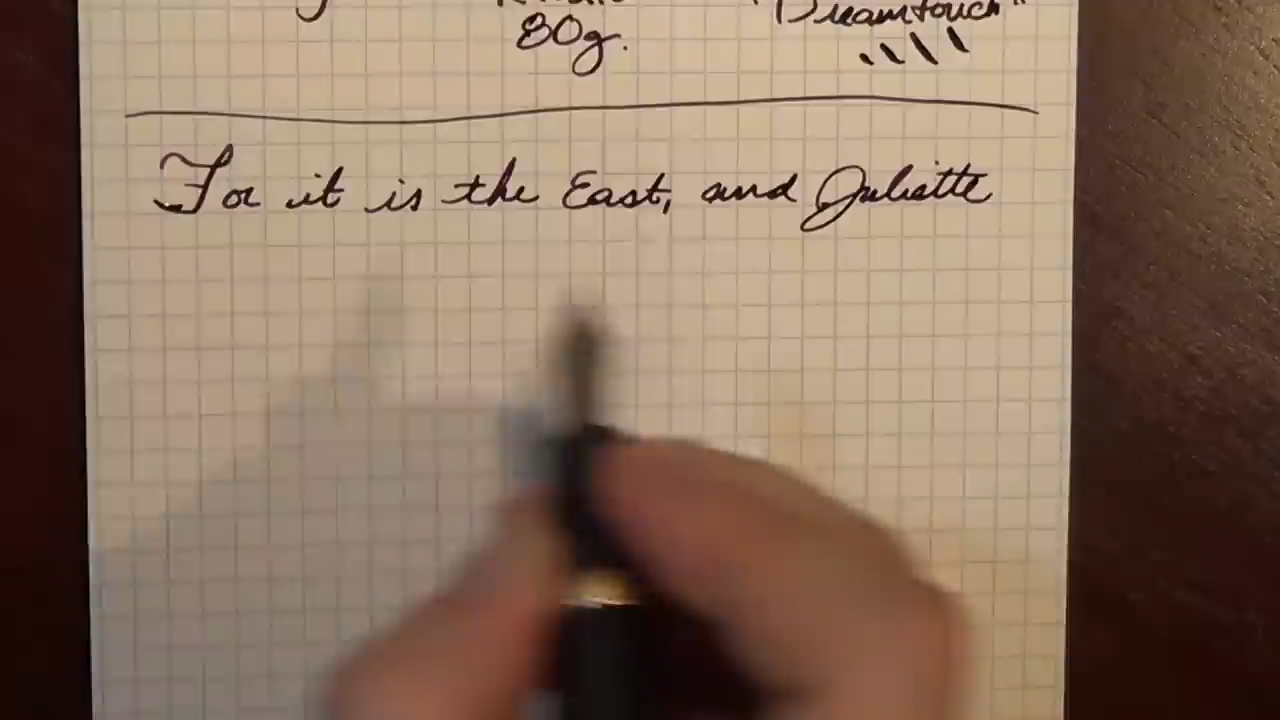 80g. "Dreamtouch"
For it is the East, and Juliette